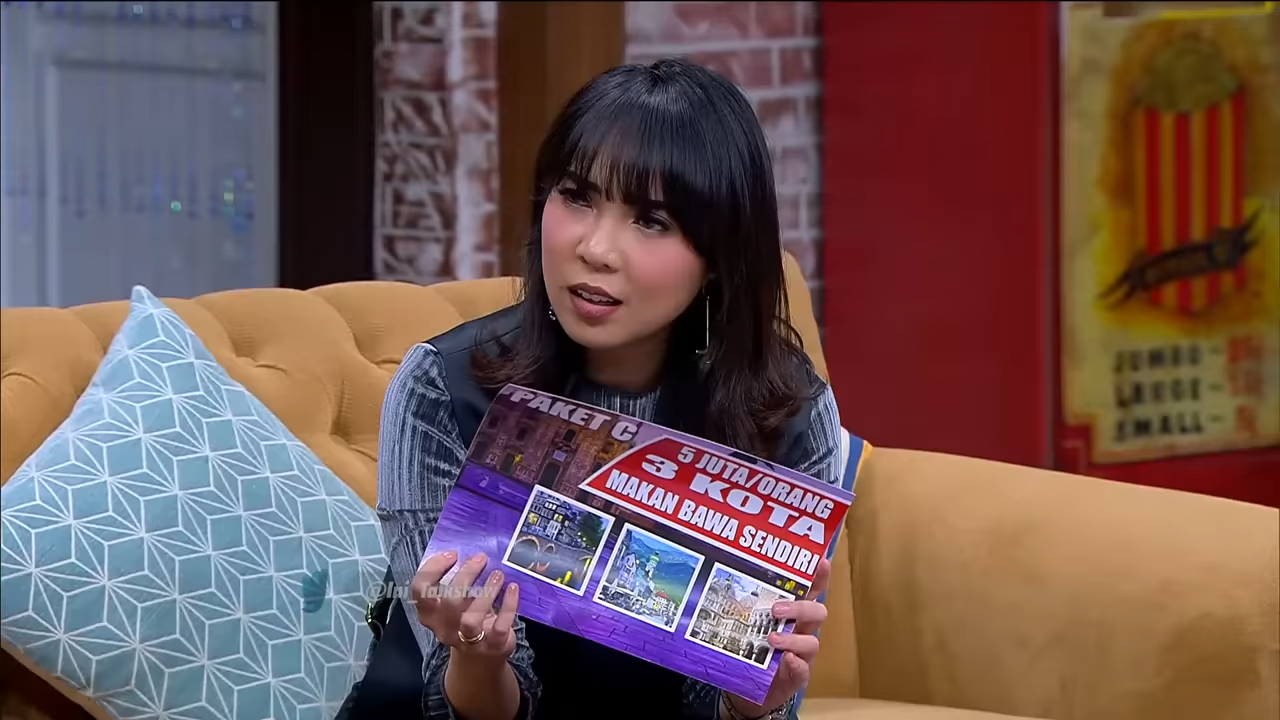 PAKET C
5 JUTA/ORANG
3 KOTA
MAKAN BAWA SENDIRI
@Ini_Talkshow
JUMBO
LARGE
SMALL